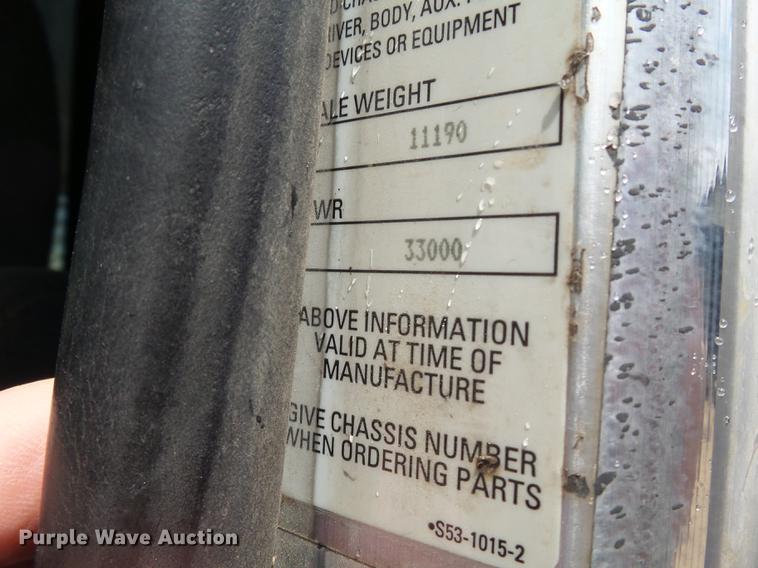 IVER, BODY, AUX.
DEVICES OR EQUIPMENT
ALE WEIGHT
11190
WR
33000
ABOVE INFORMATION
VALID AT TIME OF
MANUFACTURE
GIVE CHASSIS NUMBER
WHEN ORDERING PARTS
•S53-1015-2
Purple Wave Auction